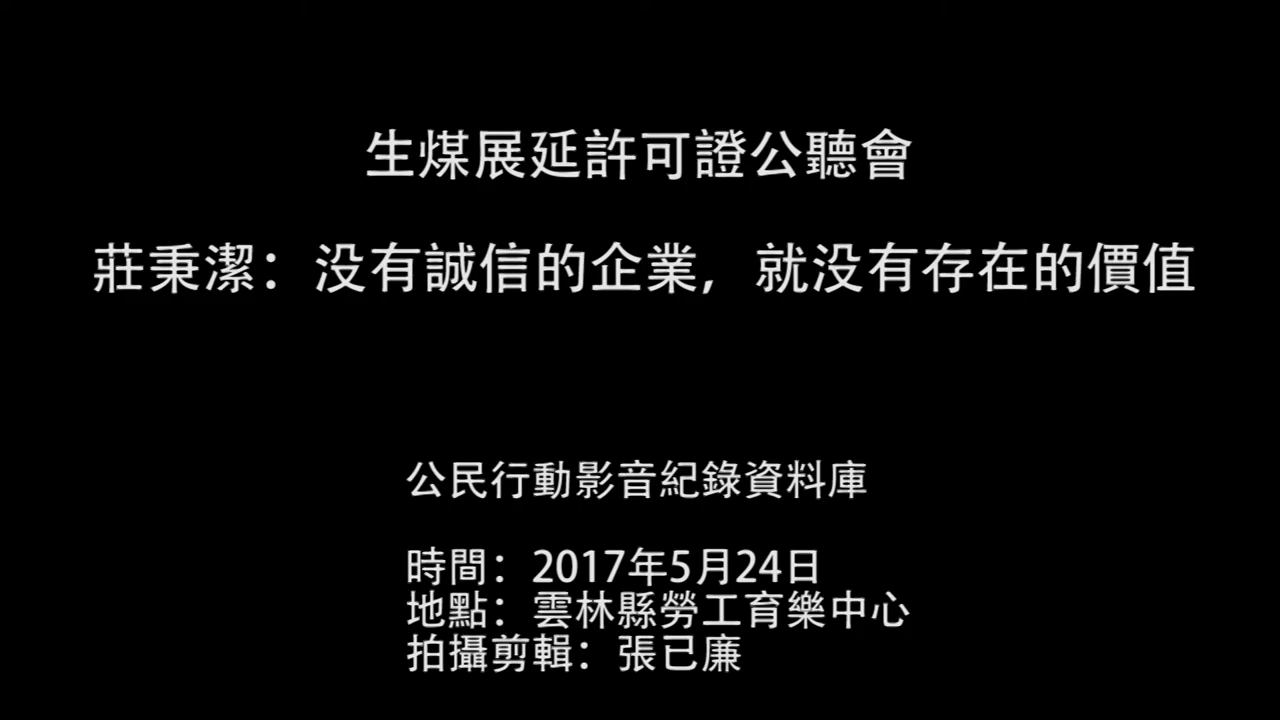 生煤展延許可證公聽會
莊秉潔：没有誠信的企業，就没有存在的價值
公民行動影音紀錄資料庫
時間：2017年5月24日
地點：雲林縣勞工育樂中心
拍攝剪輯：張已廉